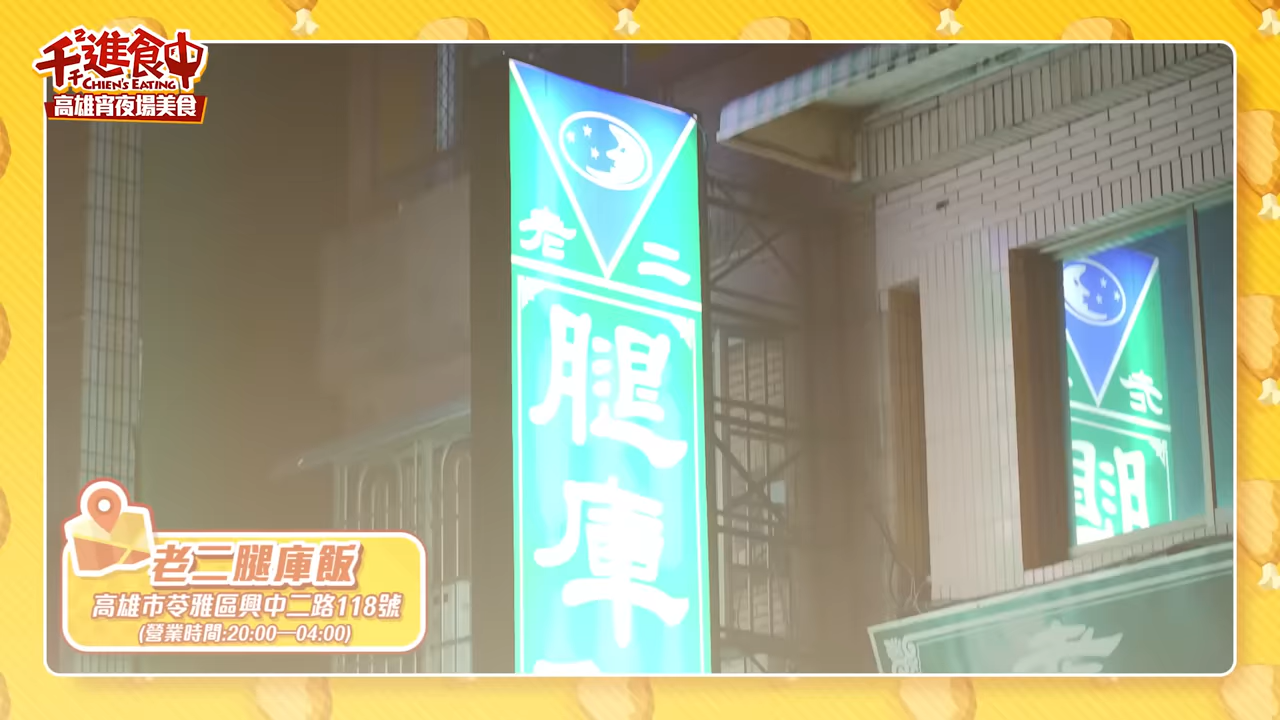 千千進食中
CHIEN'S EATING
高雄宵夜場美食
老二
腿庫
老
老二腿庫飯
高雄市苓雅區興中二路118號
(營業時間:20:00—04:00)